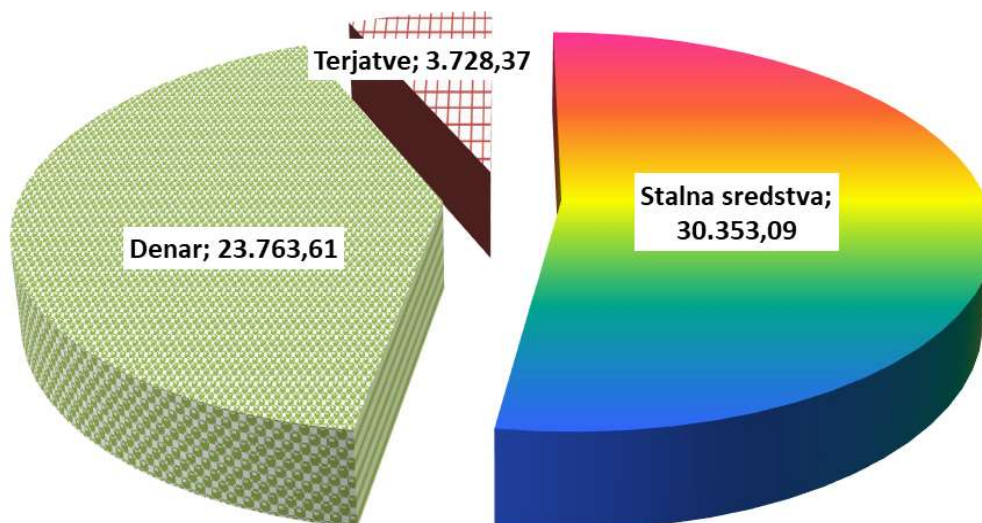 Terjatve; 3.728,37
Stalna sredstva;
30.353,09
Denar; 23.763,61